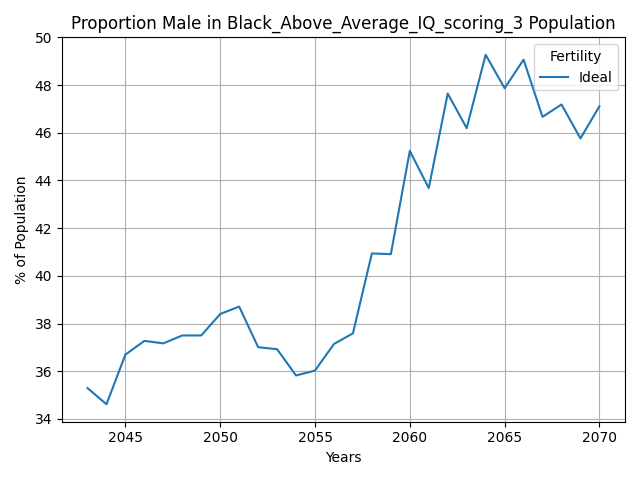 Proportion Male in Black_Above_Average_IQ_scoring_3 Population
% of Population
50
48
46
44
42
40
38
36
34
Fertility
Ideal
2045 2050 2055 2060 2065 2070
Years